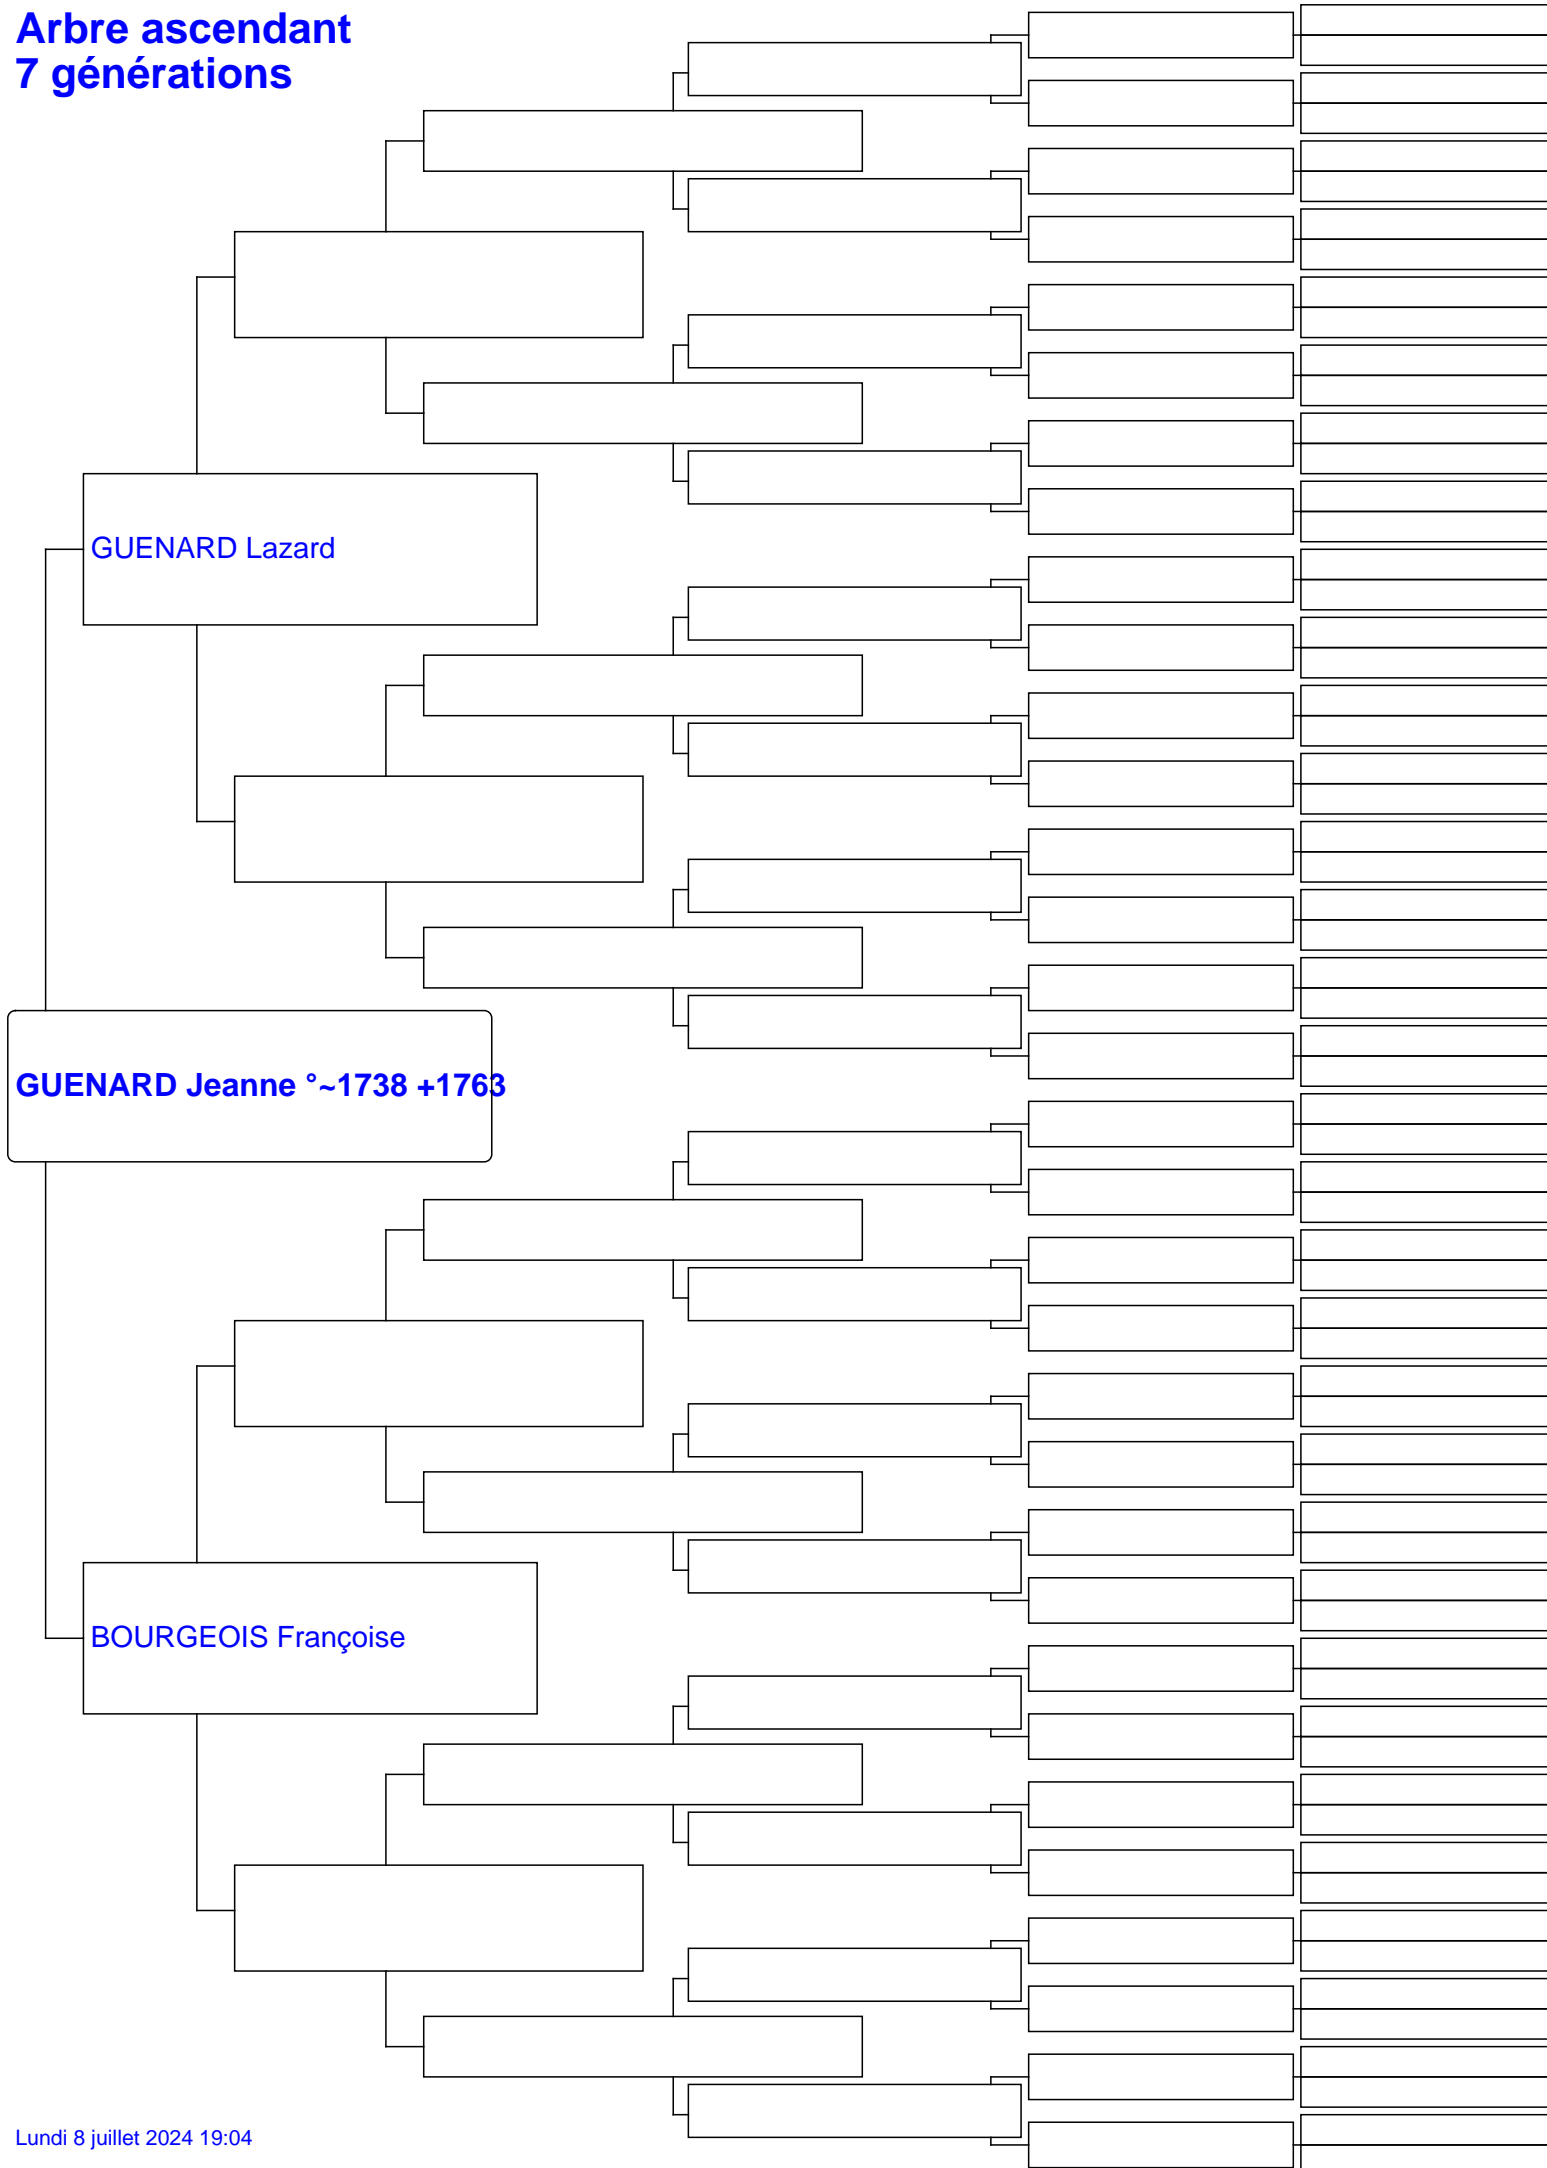 Arbre ascendant
7 générations
GUENARD Lazard
GUENARD Jeanne °~1738 +1763
BOURGEOIS Françoise
Lundi 8 juillet 2024 19:04